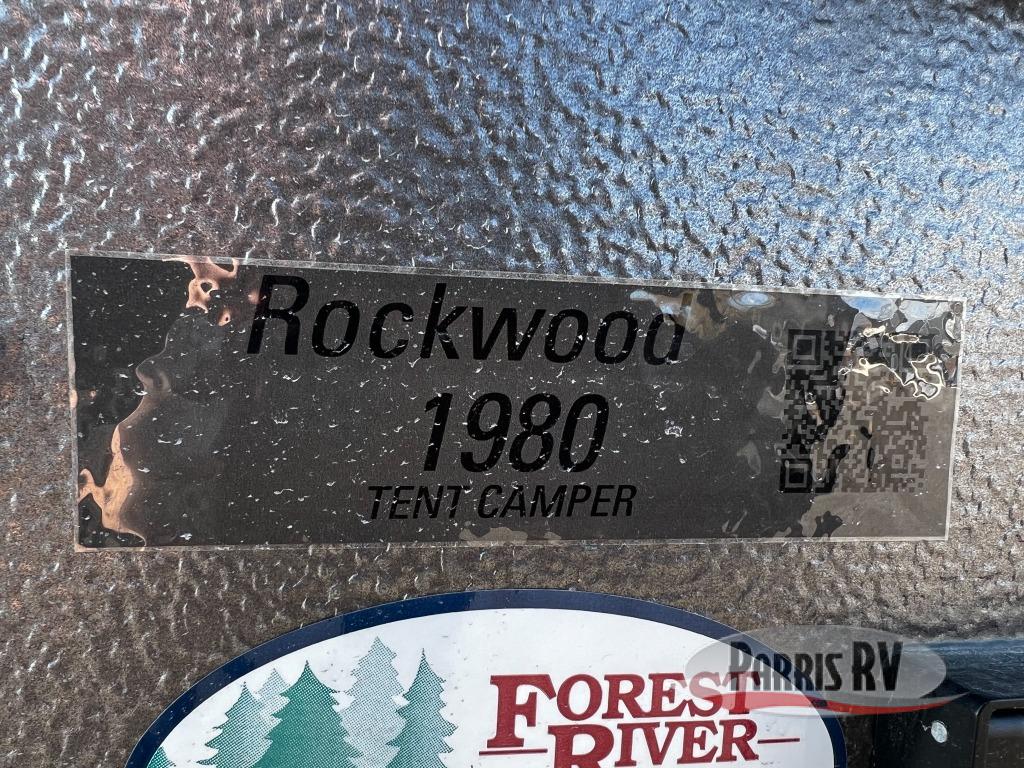 Rockwood
1980
TENT CAMPER
PARRIS RV
FOREST
RIVER